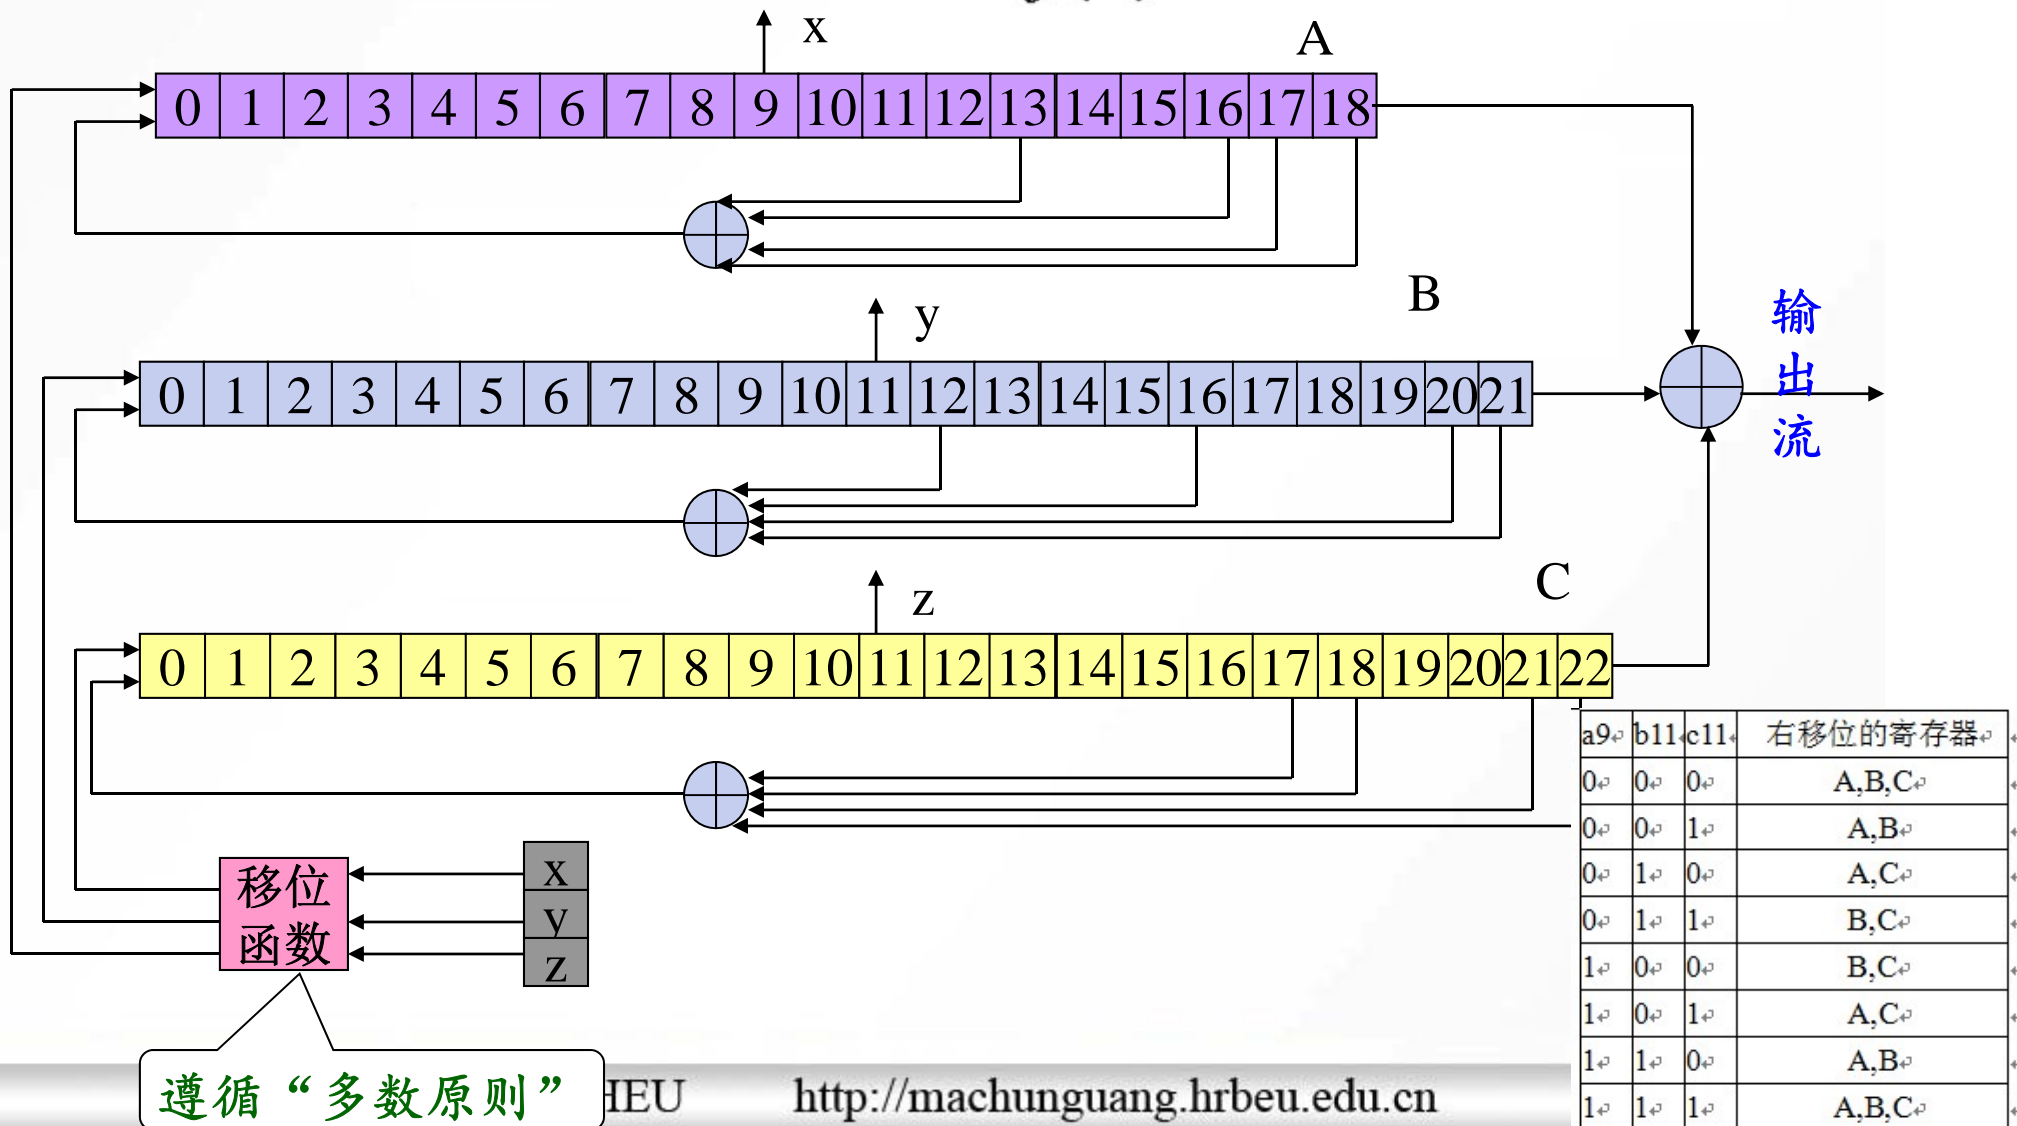 x
A
0 1 2 3 4 5 6 7 8 9 10 11 12 13 14 15 16 17 18
y
B
0 1 2 3 4 5 6 7 8 9 10 11 12 13 14 15 16 17 18 19 20 21
输出流
z
C
0 1 2 3 4 5 6 7 8 9 10 11 12 13 14 15 16 17 18 19 20 21 22
移位
函数
x
y
z
遵循“多数原则”
HEU http://machunguang.hrbeu.edu.cn
a9 b11 c11 右移位的寄存器
0 0 0 A,B,C
0 0 1 A,B
0 1 0 A,C
0 1 1 B,C
1 0 0 B,C
1 0 1 A,C
1 1 0 A,B
1 1 1 A,B,C